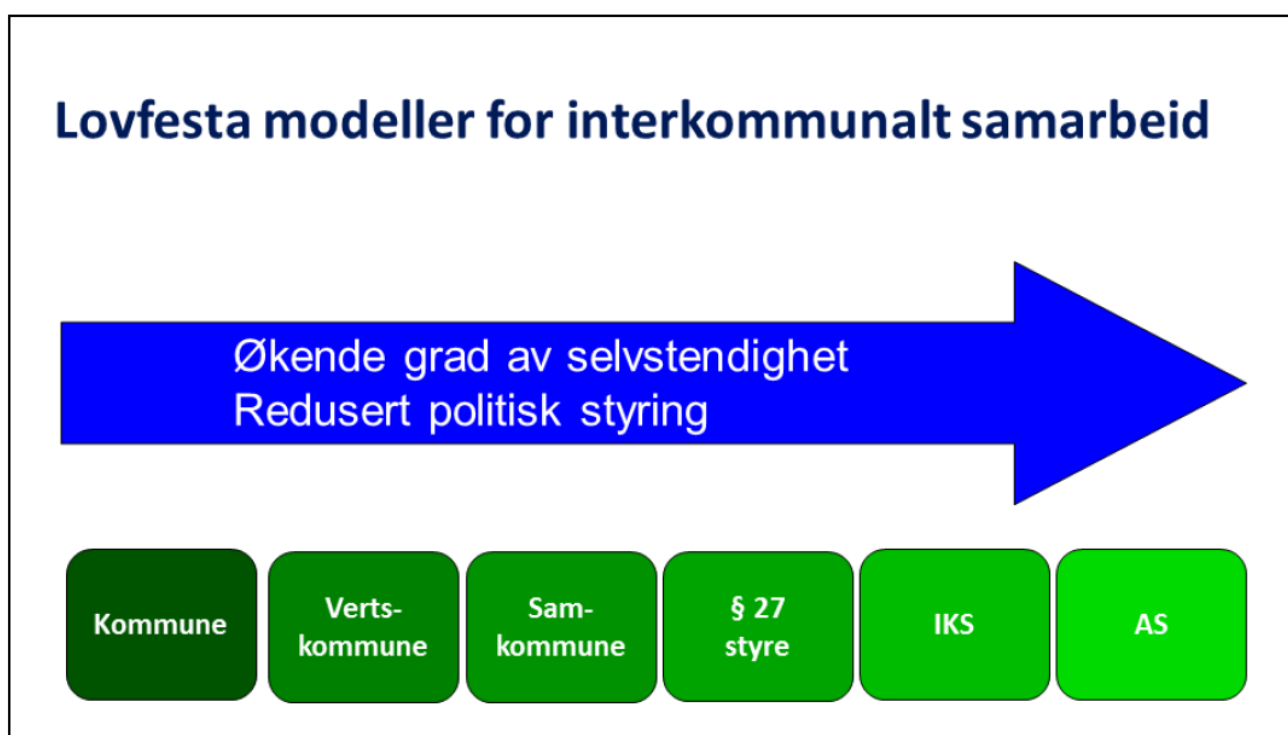 Lovfesta modeller for interkommunalt samarbeid
Økende grad av selvstendighet
Redusert politisk styring
Kommune
Verts-
kommune
Sam-
kommune
§ 27
styre
IKS
AS